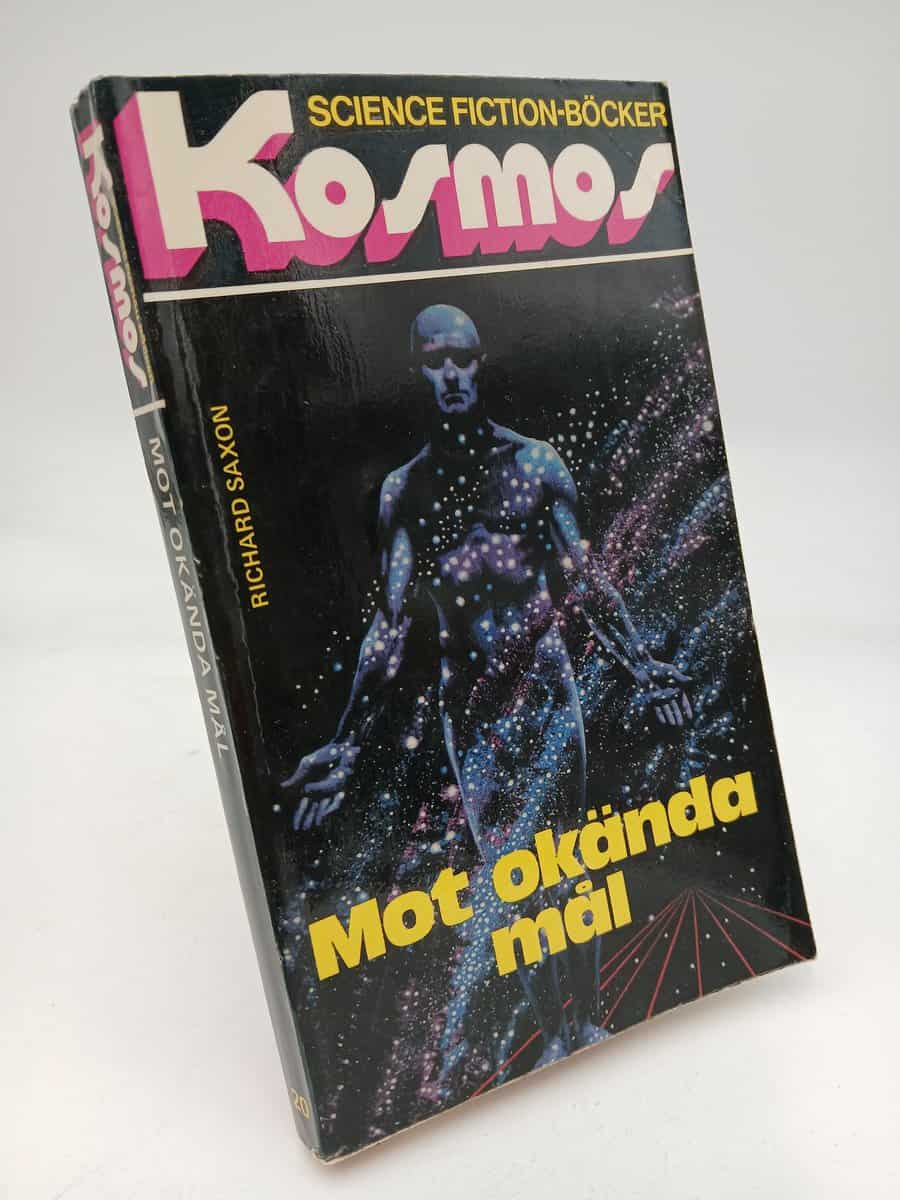 SCIENCE FICTION-BÖCKER
Kosmos
RICHARD SAXON
Mot okända
mål
Kosmos
MOT OKÄNDA MÅL
20